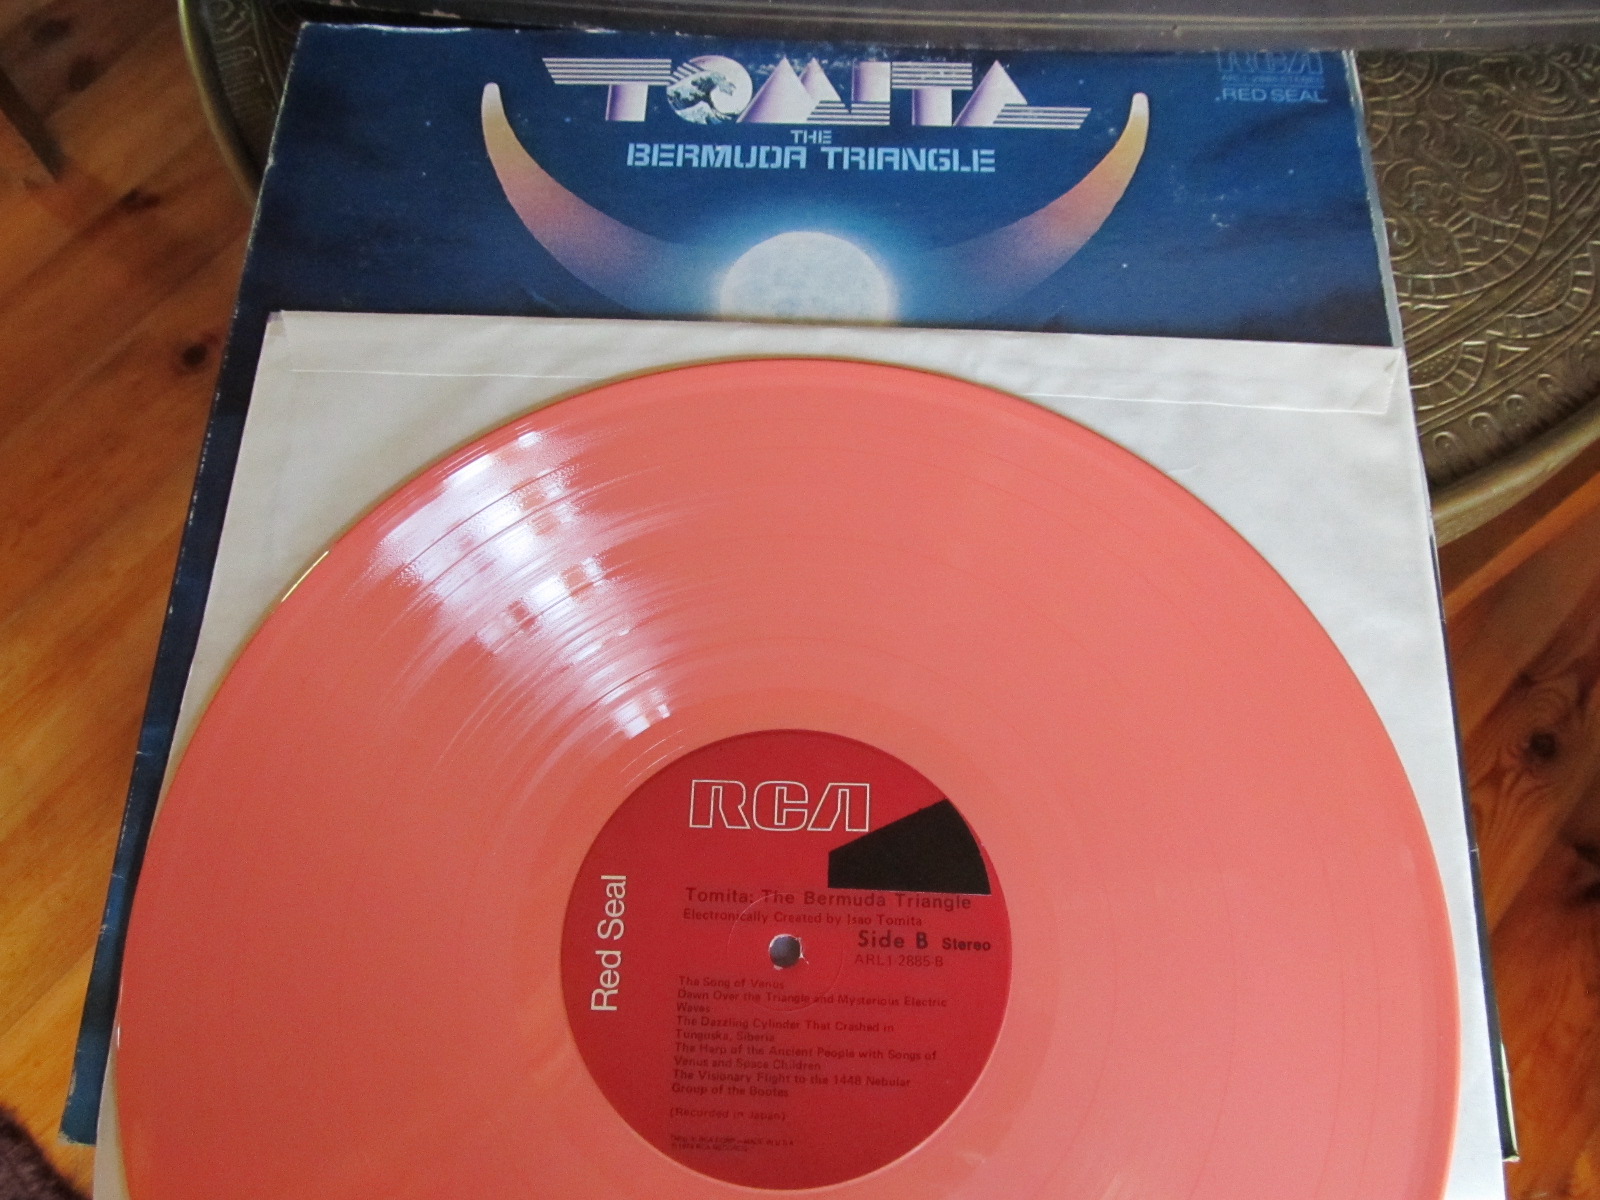 TOMITA
THE
BERMUDA TRIANGLE
RCA
ARL1-2885 STEREO
RED SEAL
RCA
Red Seal
Tomita: The Bermuda Triangle
Electronically Created by Isao Tomita
Side B Stereo
ARL1-2885-B
The Song of Venus
Dawn Over the Triangle and Mysterious Electric
Waves
The Dazzling Cylinder That Crashed in
Tunguska, Siberia
The Harp of the Ancient People with Songs of
Venus and Space Children
The Visionary Flight to the 1448 Nebular
Group of the Bootes
(Recorded in Japan)